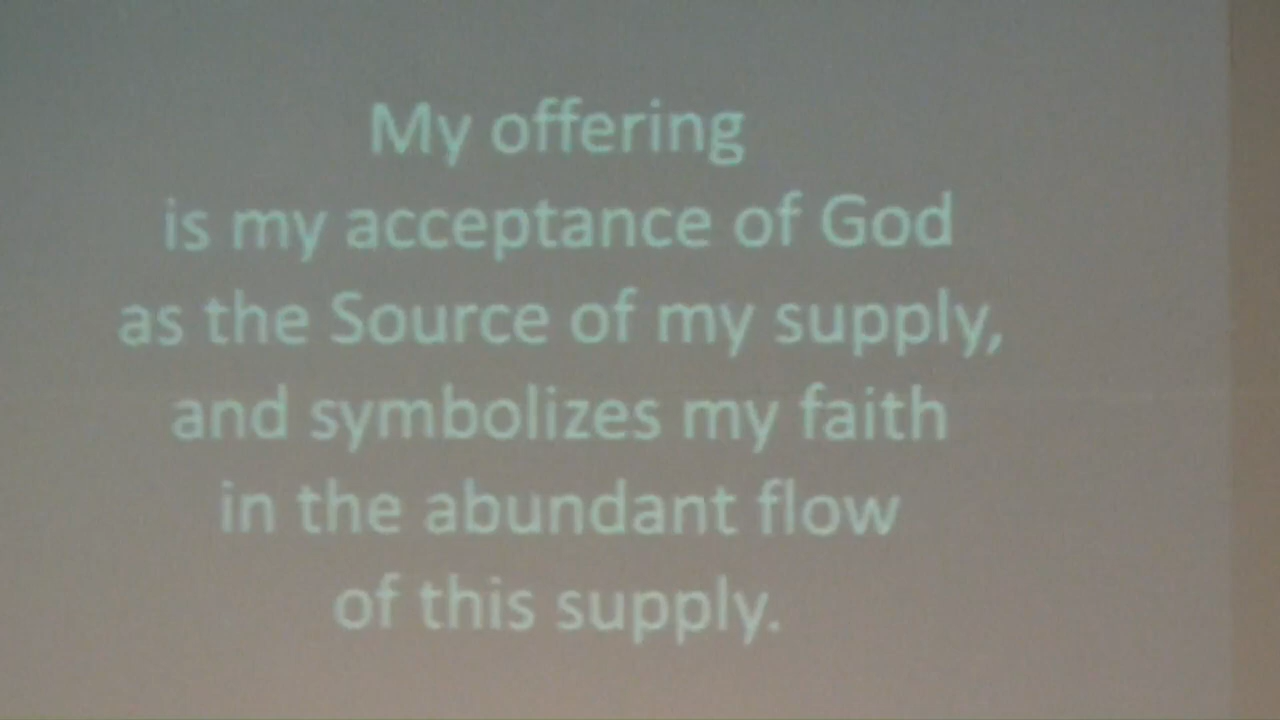 My offering
is my acceptance of God
as the Source of my supply,
and symbolizes my faith
in the abundant flow
of this supply.